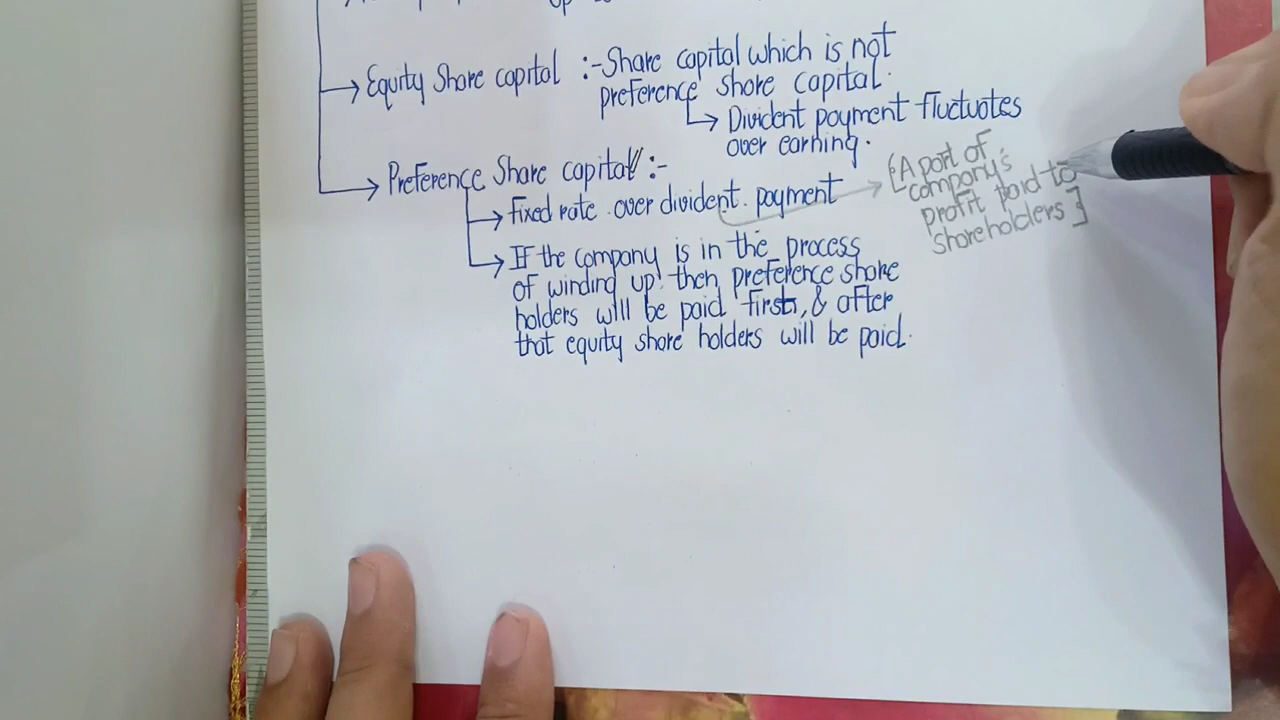 up
Equity Share capital :- Share capital which is not
preference share capital.
Divident payment fluctuates
over earning.
Preference Share capital :-
Fixed rate over divident payment
[A part of
company's
profit paid to
shareholders]
If the company is in the process
of winding up then preference share
holders will be paid first, & after
that equity share holders will be paid.